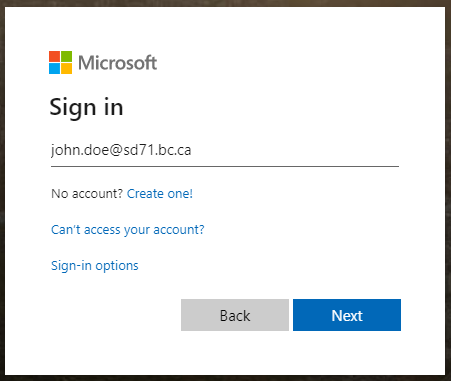 Microsoft
Sign in
john.doe@sd71.bc.ca
No account? Create one!
Can't access your account?
Sign-in options
Back Next